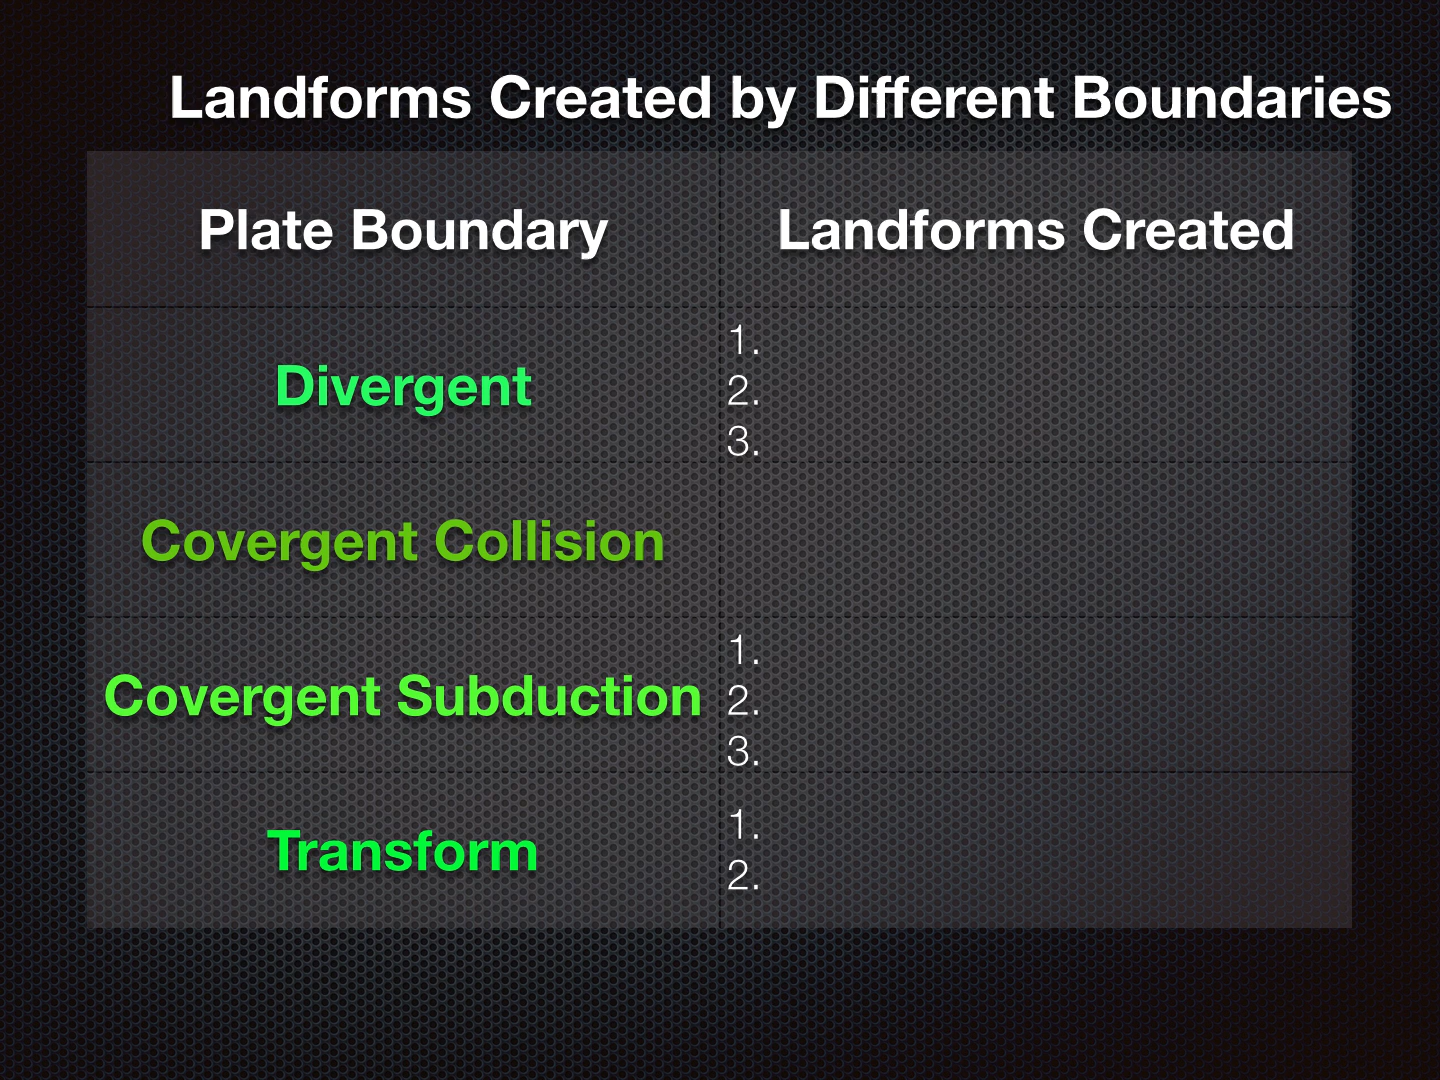 Landforms Created by Different Boundaries
Plate Boundary
Landforms Created
Divergent
1.
2.
3.
Covergent Collision
Covergent Subduction
1.
2.
3.
Transform
1.
2.